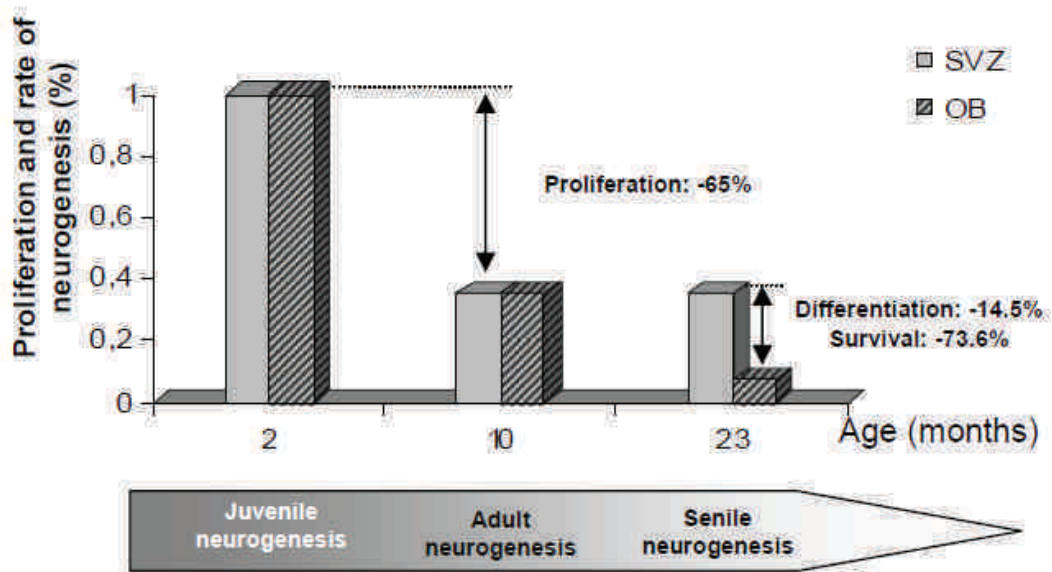 Proliferation and rate of
neurogenesis (%)
1
0,8
0,6
0,4
0,2
0
SVZ
OB
Proliferation: -65%
Differentiation: -14.5%
Survival: -73.6%
2
10
23
Age (months)
Juvenile
neurogenesis
Adult
neurogenesis
Senile
neurogenesis